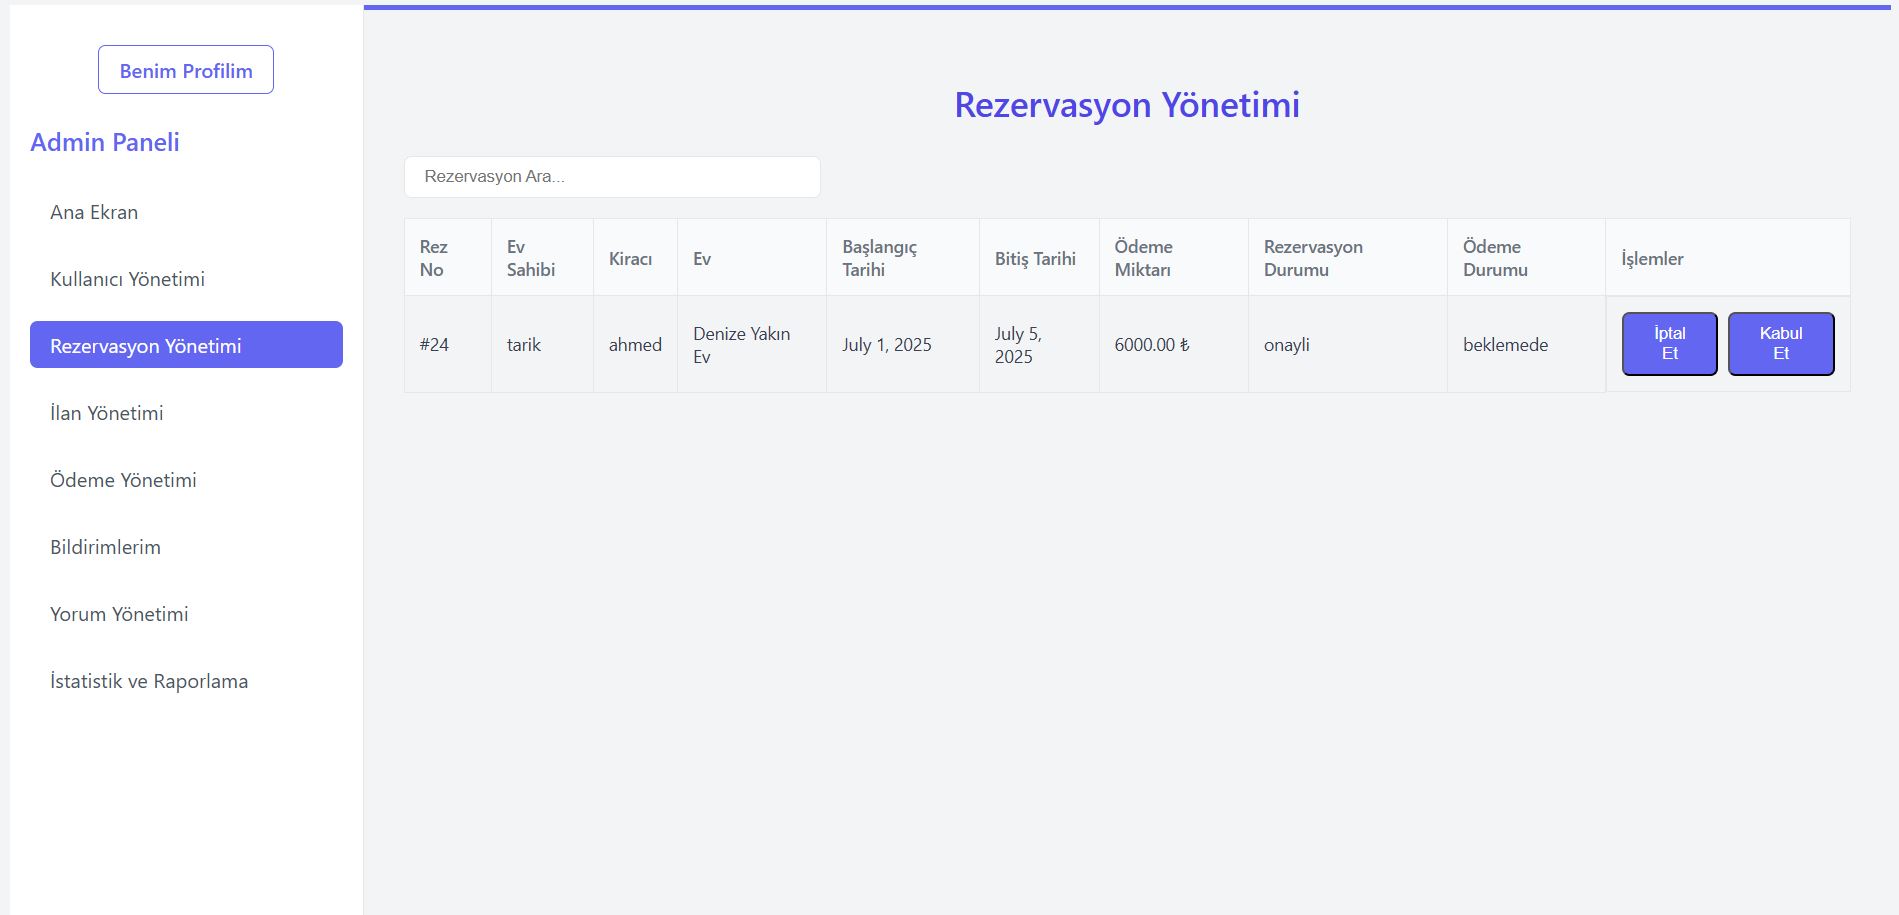 Benim Profilim
Admin Paneli
Ana Ekran
Kullanıcı Yönetimi
Rezervasyon Yönetimi
İlan Yönetimi
Ödeme Yönetimi
Bildirimlerim
Yorum Yönetimi
İstatistik ve Raporlama
Rezervasyon Yönetimi
Rezervasyon Ara...
Rez
No
Ev
Sahibi
Kiracı
Ev
Başlangıç
Tarihi
Bitiş Tarihi
Ödeme
Miktarı
Rezervasyon
Durumu
Ödeme
Durumu
İşlemler
#24
tarik
ahmed
Denize Yakın
Ev
July 1, 2025
July 5,
2025
6000.00 ₺
onayli
beklemede
İptal
Et
Kabul
Et